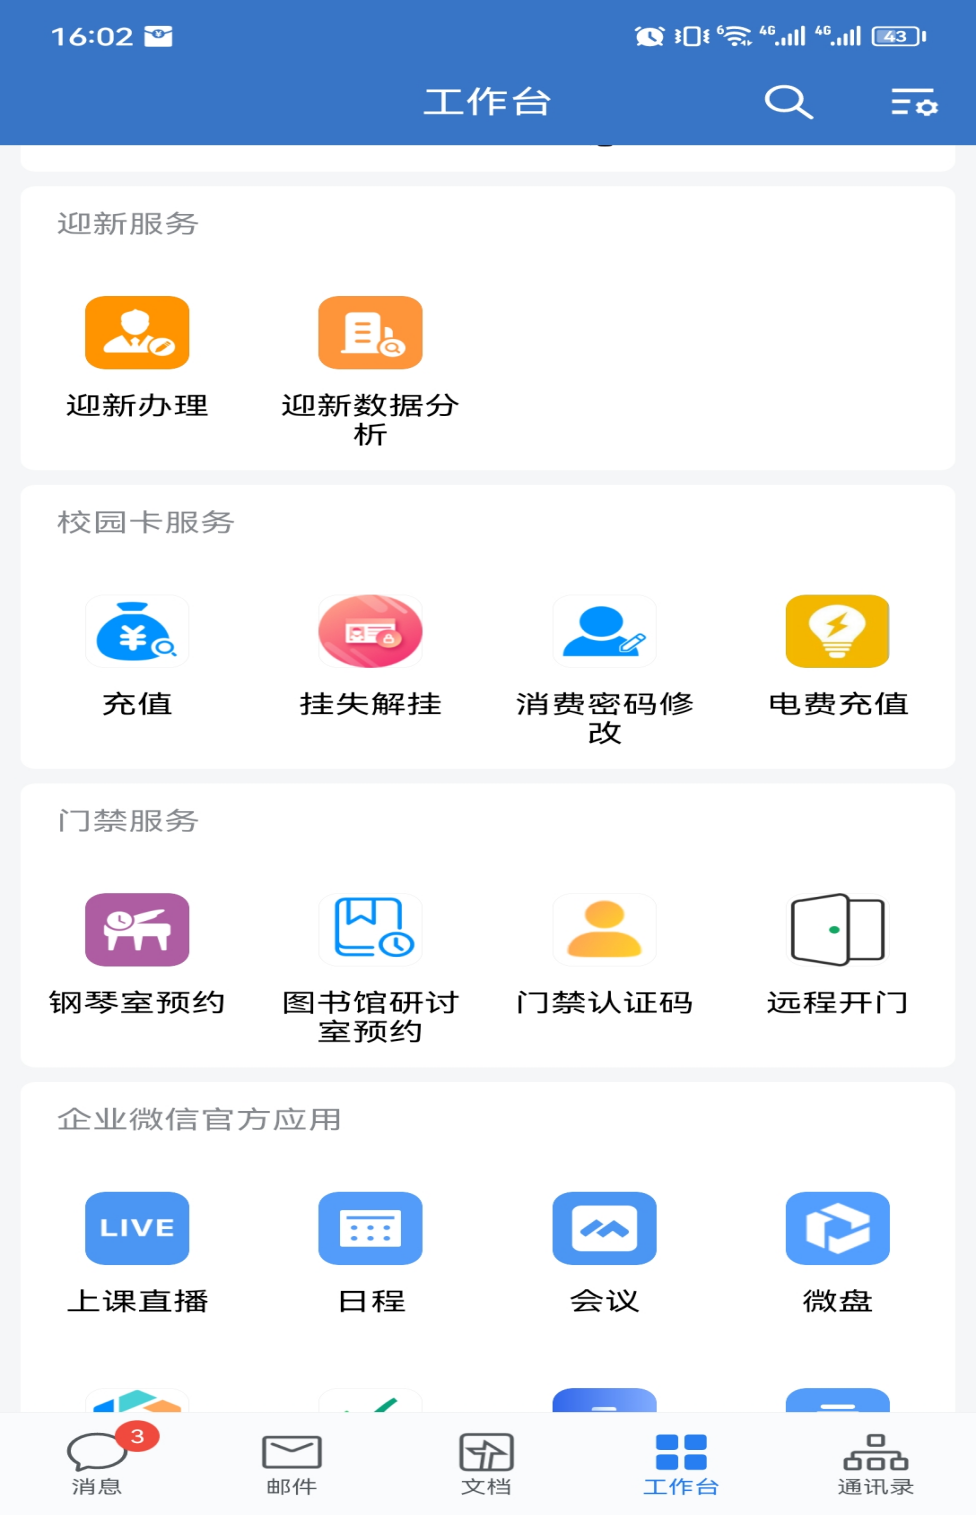 16:02
6 4G 4G 43
工作台
迎新服务
迎新办理
迎新数据分
析
校园卡服务
充值
挂失解挂
消费密码修
改
电费充值
门禁服务
钢琴室预约
图书馆研讨
室预约
门禁认证码
远程开门
企业微信官方应用
LIVE
上课直播
日程
会议
微盘
3
消息
邮件
文档
工作台
通讯录